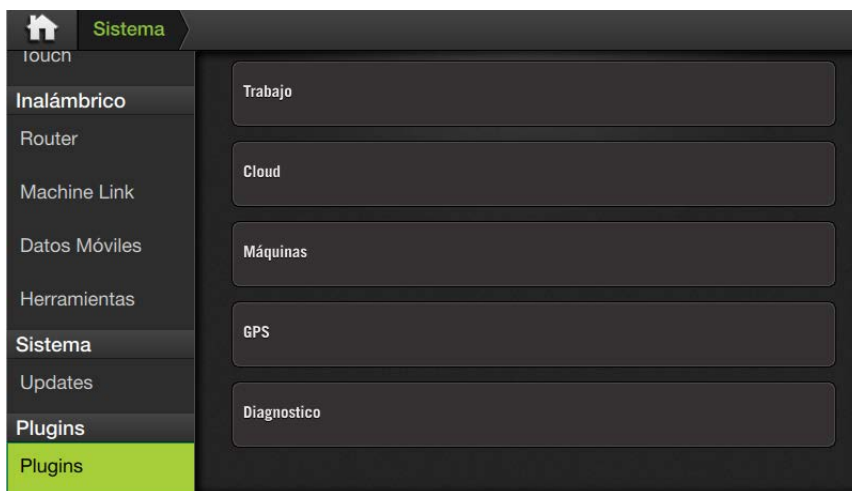 Sistema
Touch
Inalámbrico
Router
Machine Link
Datos Móviles
Herramientas
Sistema
Updates
Plugins
Plugins
Trabajo
Cloud
Máquinas
GPS
Diagnostico